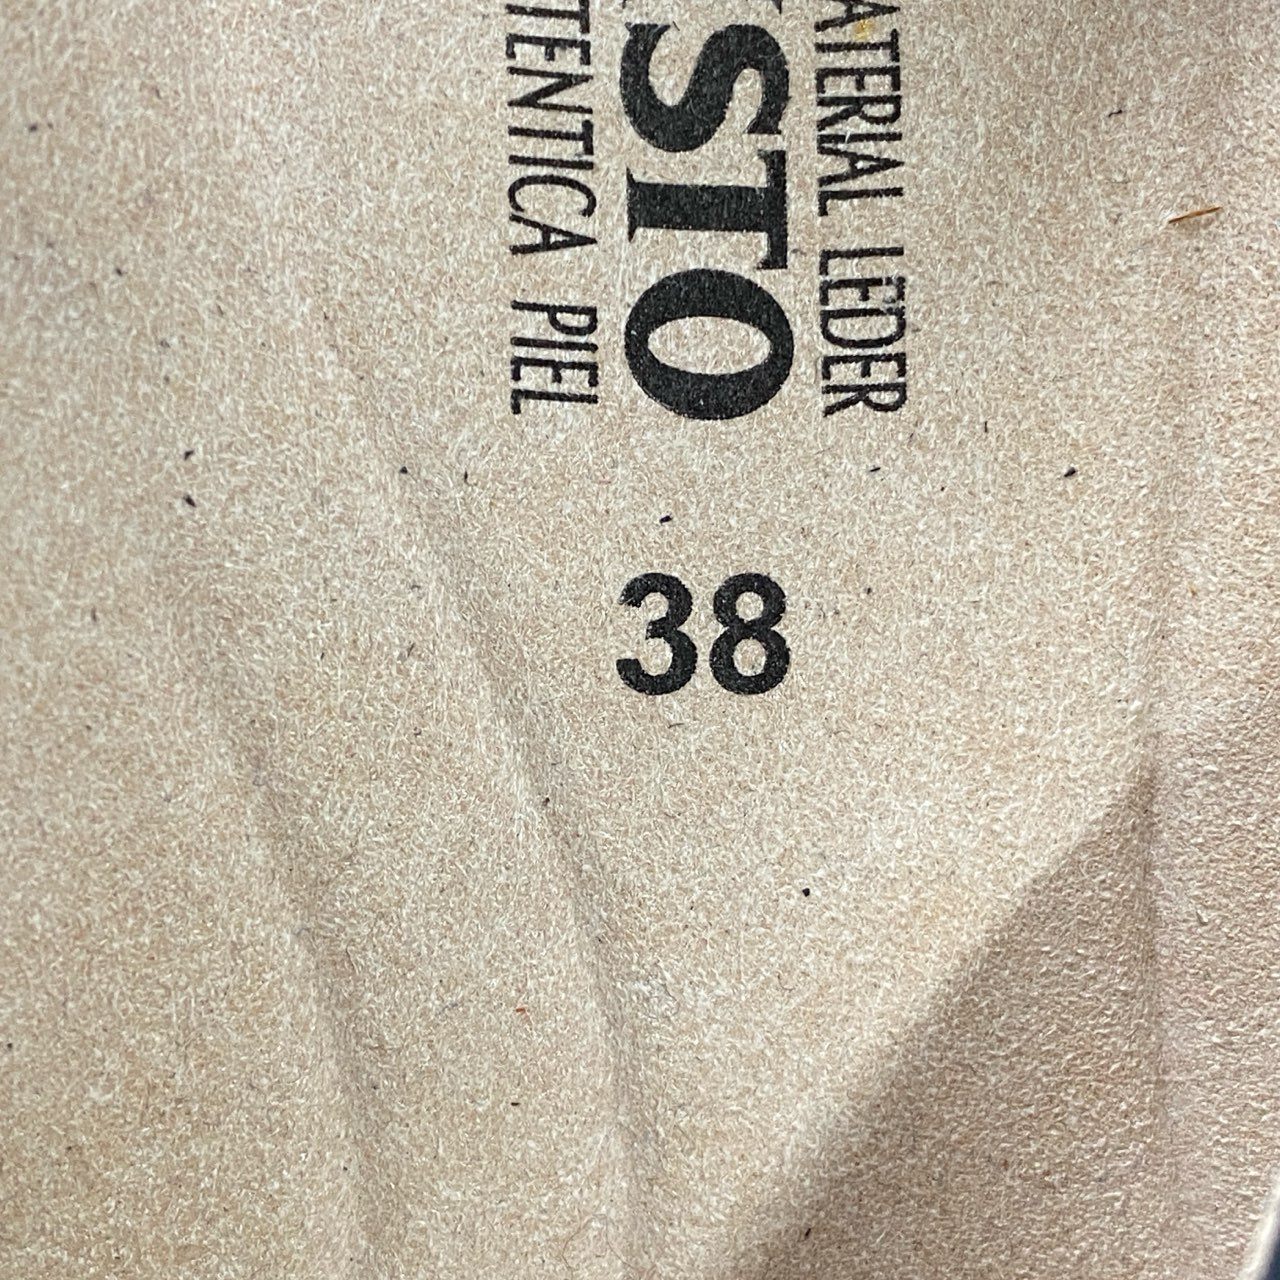 ATERIAL LEDER
STO
TENTICA PIEL
38